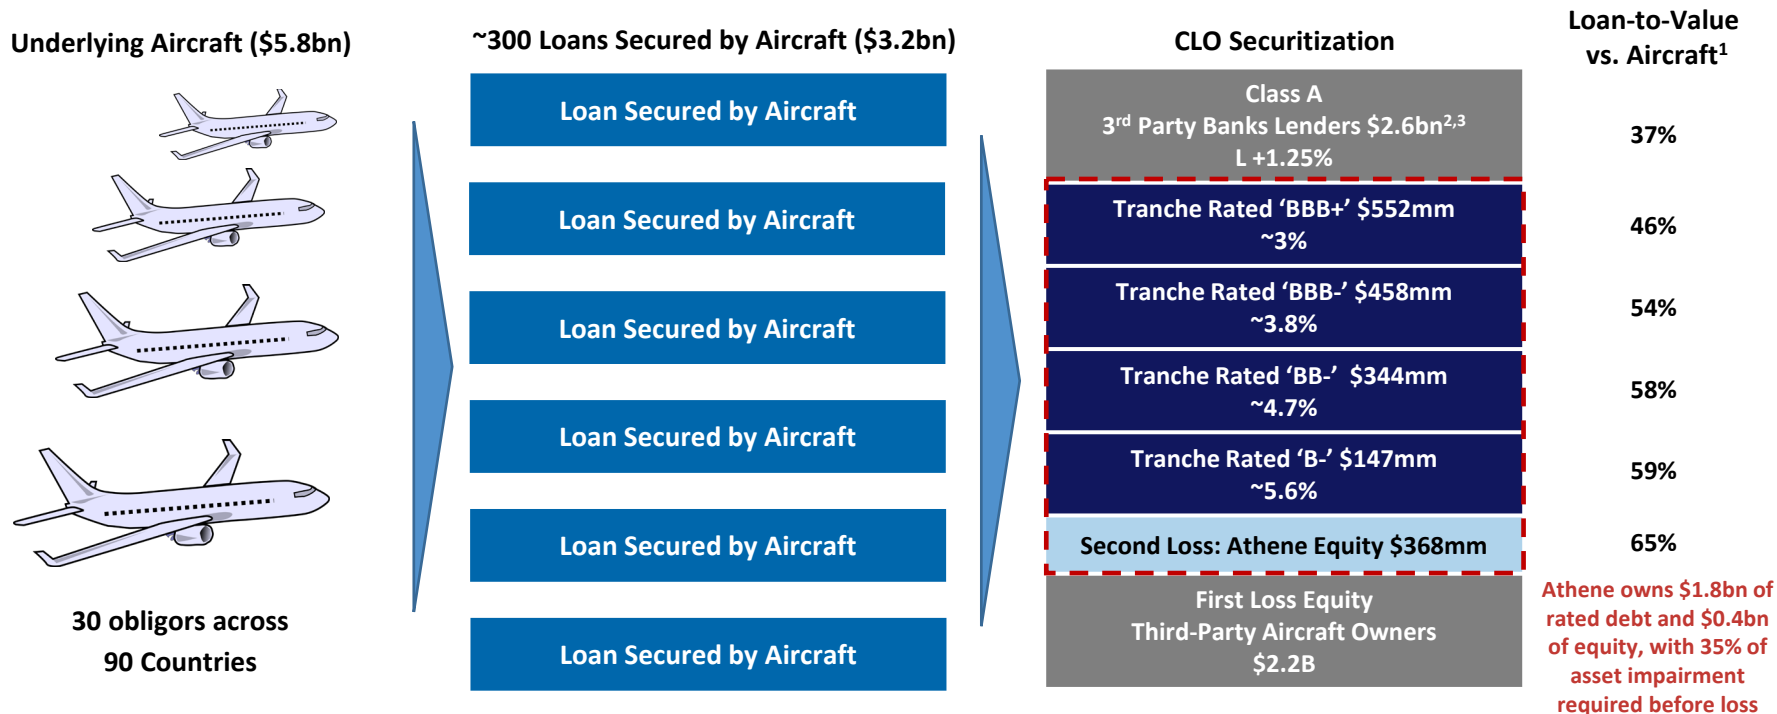 Underlying Aircraft ($5.8bn)
30 obligors across
90 Countries
~300 Loans Secured by Aircraft ($3.2bn)
Loan Secured by Aircraft
Loan Secured by Aircraft
Loan Secured by Aircraft
Loan Secured by Aircraft
Loan Secured by Aircraft
Loan Secured by Aircraft
CLO Securitization
Class A
3rd Party Banks Lenders $2.6bn2,3
L +1.25%
Tranche Rated ‘BBB+’ $552mm
~3%
Tranche Rated ‘BBB-’ $458mm
~3.8%
Tranche Rated ‘BB-’ $344mm
~4.7%
Tranche Rated ‘B-’ $147mm
~5.6%
Second Loss: Athene Equity $368mm
First Loss Equity
Third-Party Aircraft Owners
$2.2B
Loan-to-Value
vs. Aircraft1
37%
46%
54%
58%
59%
65%
Athene owns $1.8bn of
rated debt and $0.4bn
of equity, with 35% of
asset impairment
required before loss